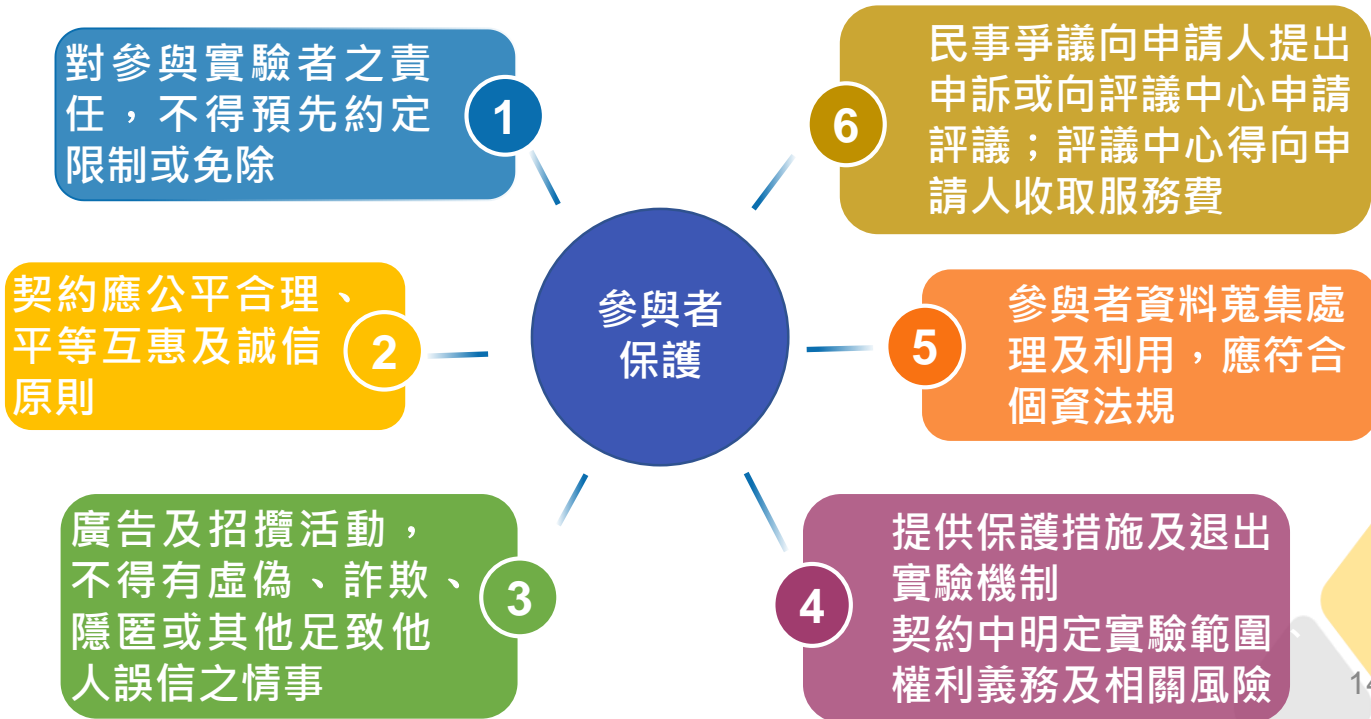 對參與實驗者之責
任，不得預先約定
限制或免除
1
契約應公平合理、
平等互惠及誠信
原則
2
廣告及招攬活動，
不得有虛偽、詐欺、
隱匿或其他足致他
人誤信之情事
3
參與者
保護
民事爭議向申請人提出
申訴或向評議中心申請
評議；評議中心得向申
請人收取服務費
6
參與者資料蒐集處
理及利用，應符合
個資法規
5
提供保護措施及退出
實驗機制
契約中明定實驗範圍、
權利義務及相關風險
4
14